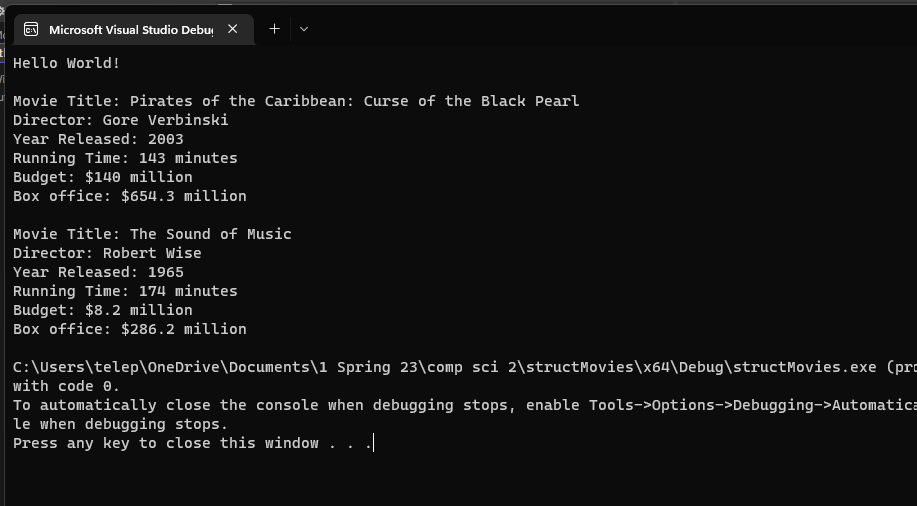 Microsoft Visual Studio Debu
Hello World!
Movie Title: Pirates of the Caribbean: Curse of the Black Pearl
Director: Gore Verbinski
Year Released: 2003
Running Time: 143 minutes
Budget: $140 million
Box office: $654.3 million
Movie Title: The Sound of Music
Director: Robert Wise
Year Released: 1965
Running Time: 174 minutes
Budget: $8.2 million
Box office: $286.2 million
C:\Users\telep\OneDrive\Documents\1 Spring 23\comp sci 2\structMovies\x64\Debug\structMovies.exe (pro
with code 0.
To automatically close the console when debugging stops, enable Tools->Options->Debugging->Automatica
le when debugging stops.
Press any key to close this window . . .